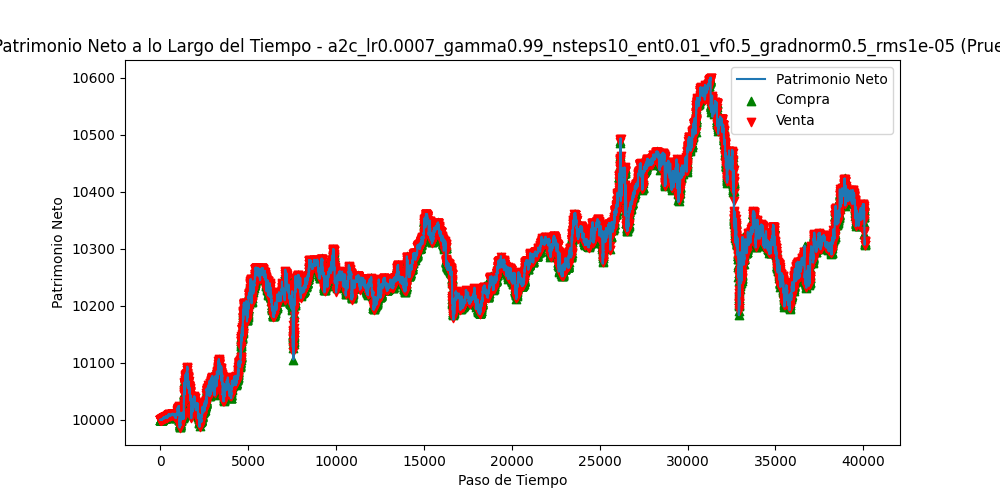 Patrimonio Neto a lo Largo del Tiempo - a2c_lr0.0007_gamma0.99_nsteps10_ent0.01_vf0.5_gradnorm0.5_rms1e-05 (Prue
10600
10500
10400
10300
10200
10100
10000
Patrimonio Neto
Patrimonio Neto
Compra
Venta
0 5000 10000 15000 20000 25000 30000 35000 40000
Paso de Tiempo